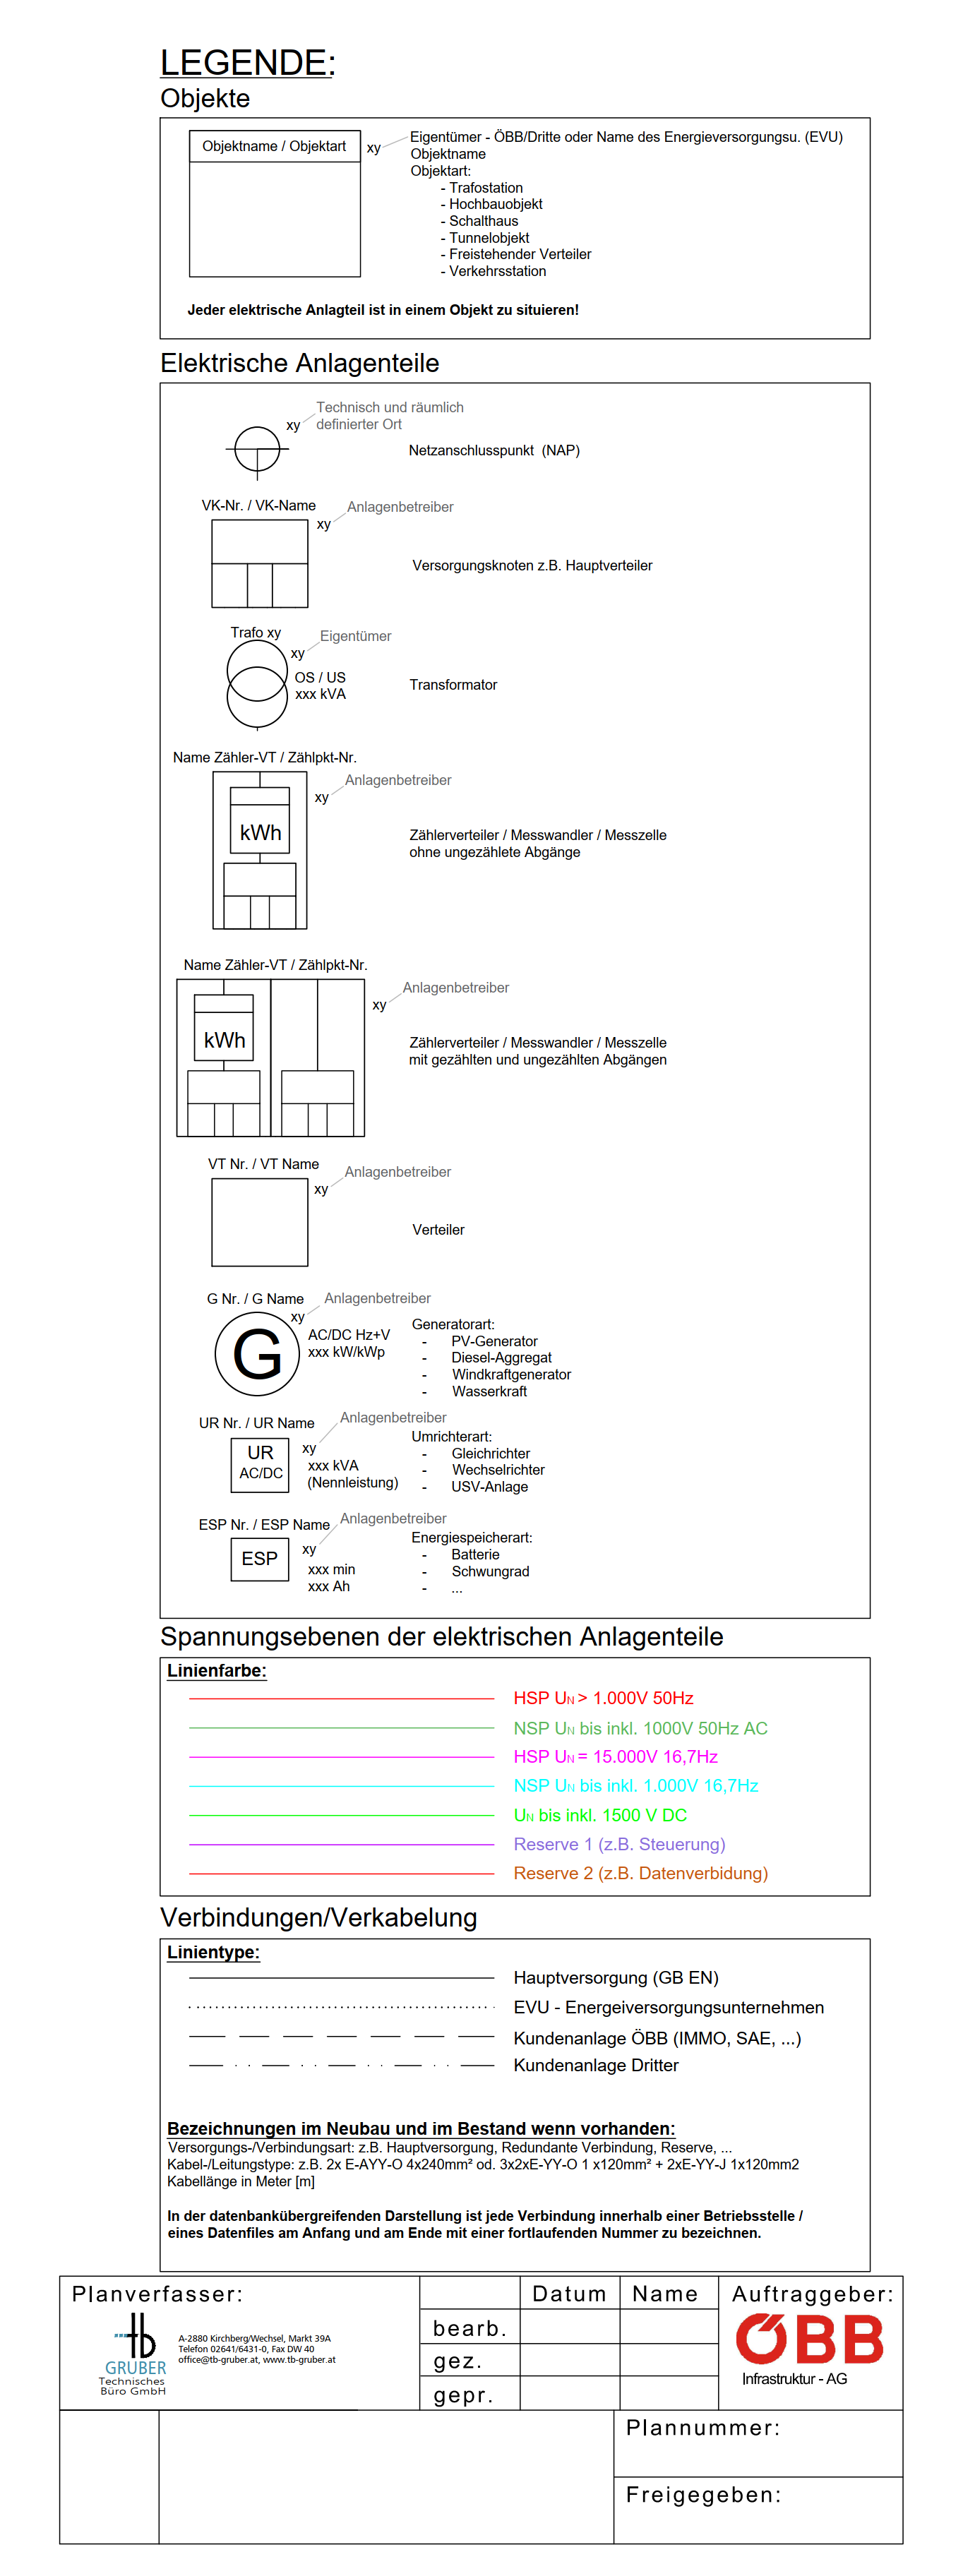 LEGENDE:
Objekte
Objektname / Objektart
xy
Eigentümer - ÖBB/Dritte oder Name des Energieversorgungsu. (EVU)
Objektname
Objektart:
- Trafostation
- Hochbauobjekt
- Schalthaus
- Tunnelobjekt
- Freistehender Verteiler
- Verkehrsstation
Jeder elektrische Anlagteil ist in einem Objekt zu situieren!
Elektrische Anlagenteile
Technisch und räumlich
definierter Ort
xy
Netzanschlusspunkt (NAP)
VK-Nr. / VK-Name
Anlagenbetreiber
xy
Versorgungsknoten z.B. Hauptverteiler
Trafo xy
Eigentümer
xy
OS / US
xxx kVA
Transformator
Name Zähler-VT / Zählpkt-Nr.
Anlagenbetreiber
xy
kWh
Zählerverteiler / Messwandler / Messzelle
ohne ungezählete Abgänge
Name Zähler-VT / Zählpkt-Nr.
Anlagenbetreiber
xy
kWh
Zählerverteiler / Messwandler / Messzelle
mit gezählten und ungezählten Abgängen
VT Nr. / VT Name
Anlagenbetreiber
xy
Verteiler
G Nr. / G Name
Anlagenbetreiber
xy
G
AC/DC Hz+V
xxx kW/kWp
Generatorart:
- PV-Generator
- Diesel-Aggregat
- Windkraftgenerator
- Wasserkraft
UR Nr. / UR Name
Anlagenbetreiber
xy
UR
AC/DC
xxx kVA
(Nennleistung)
Umrichterart:
- Gleichrichter
- Wechselrichter
- USV-Anlage
ESP Nr. / ESP Name
Anlagenbetreiber
xy
ESP
xxx min
xxx Ah
Energiespeicherart:
- Batterie
- Schwungrad
- ...
Spannungsebenen der elektrischen Anlagenteile
Linienfarbe:
HSP UN > 1.000V 50Hz
NSP UN bis inkl. 1000V 50Hz AC
HSP UN = 15.000V 16,7Hz
NSP UN bis inkl. 1.000V 16,7Hz
UN bis inkl. 1500 V DC
Reserve 1 (z.B. Steuerung)
Reserve 2 (z.B. Datenverbidung)
Verbindungen/Verkabelung
Linientype:
Hauptversorgung (GB EN)
EVU - Energeiversorgungsunternehmen
Kundenanlage ÖBB (IMMO, SAE, ...)
Kundenanlage Dritter
Bezeichnungen im Neubau und im Bestand wenn vorhanden:
Versorgungs-/Verbindungsart: z.B. Hauptversorgung, Redundante Verbindung, Reserve, ...
Kabel-/Leitungstype: z.B. 2x E-AYY-O 4x240mm² od. 3x2xE-YY-O 1 x120mm² + 2xE-YY-J 1x120mm2
Kabellänge in Meter [m]
In der datenbankübergreifenden Darstellung ist jede Verbindung innerhalb einer Betriebsstelle /
eines Datenfiles am Anfang und am Ende mit einer fortlaufenden Nummer zu bezeichnen.
Planverfasser:
tb
GRUBER
Technisches
Büro GmbH
A-2880 Kirchberg/Wechsel, Markt 39A
Telefon 02641/6431-0, Fax DW 40
office@tb-gruber.at, www.tb-gruber.at
Datum
Name
bearb.
gez.
gepr.
Auftraggeber:
ÖBB
Infrastruktur - AG
Plannummer:
Freigegeben: